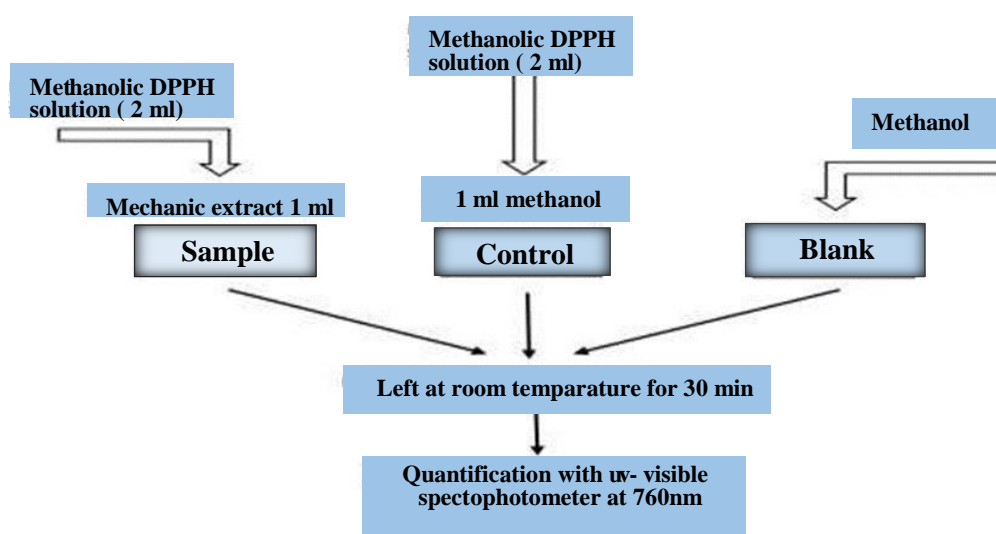 Methanolic DPPH
solution ( 2 ml)
Methanolic DPPH
solution ( 2 ml)
Methanol
Mechanic extract 1 ml
1 ml methanol
Sample
Control
Blank
Left at room temparature for 30 min
Quantification with uv- visible
spectophotometer at 760nm